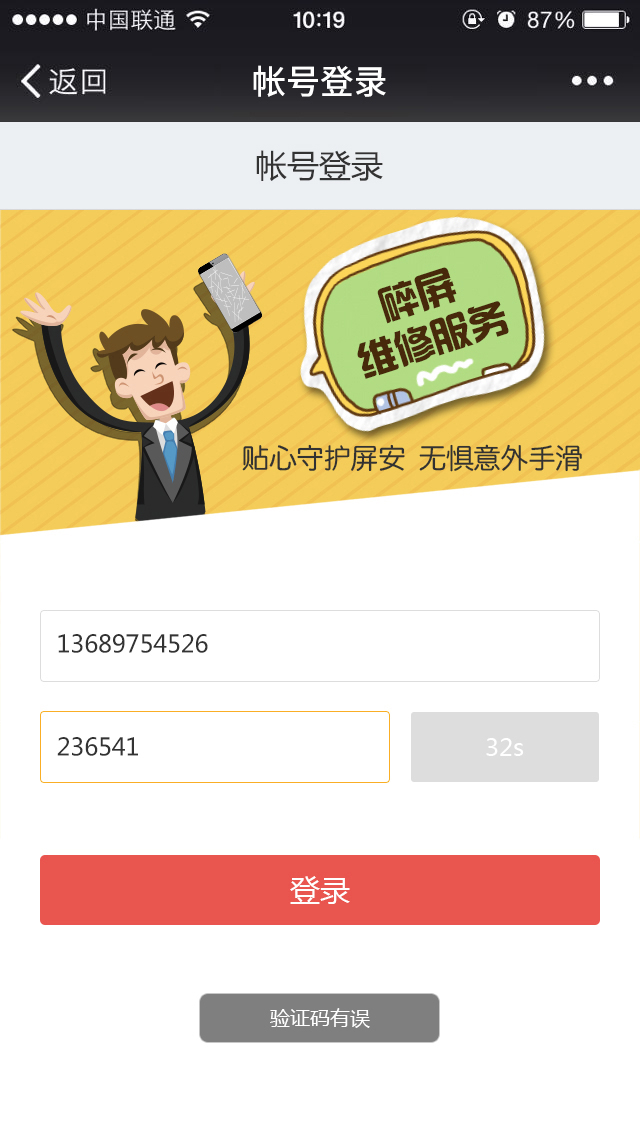 中国联通 10:19 87%
返回 帐号登录
帐号登录
碎屏
维修服务
贴心守护屏安 无惧意外手滑
13689754526
236541 32s
登录
验证码有误